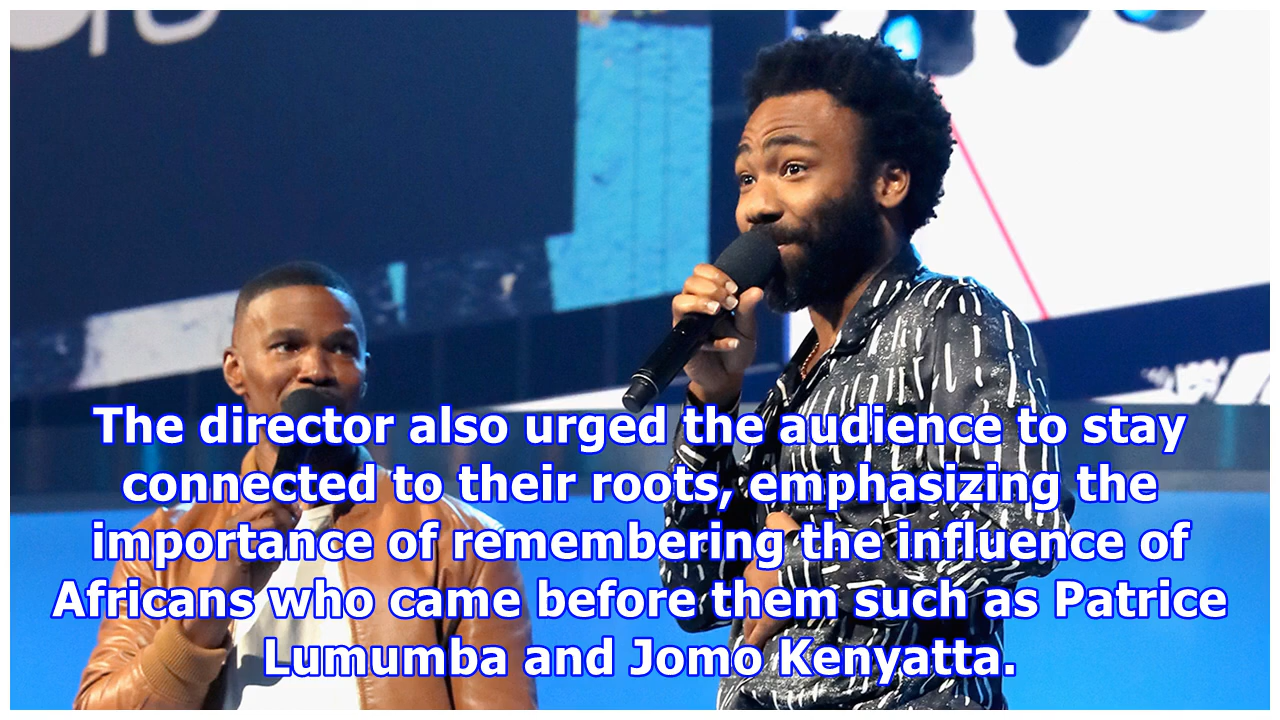 The director also urged the audience to stay
connected to their roots, emphasizing the
importance of remembering the influence of
Africans who came before them such as Patrice
Lumumba and Jomo Kenyatta.